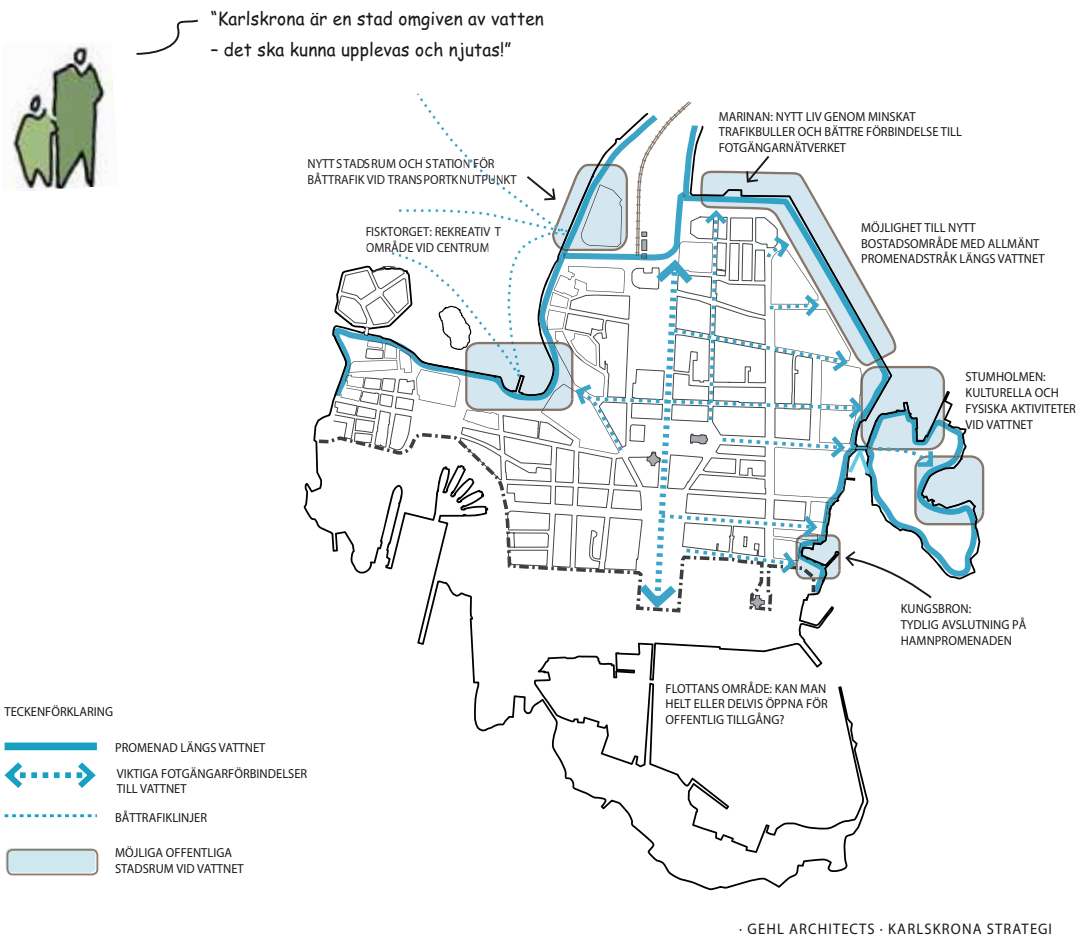 “Karlskrona är en stad omgiven av vatten
– det ska kunna upplevas och njutas!”
MARINAN: NYTT LIV GENOM MINSKAT
TRAFIKBULLER OCH BÄTTRE FÖRBINDELSE TILL
FOTGÄNGARNÄTVERKET
NYTT STADSRUM OCH STATION FÖR
BÅTTRAFIK VID TRANSPORTKNUTPUNKT
FISKTORGET: REKREATIV T
OMRÅDE VID CENTRUM
MÖJLIGHET TILL NYTT
BOSTADSOMRÅDE MED ALLMÄNT
PROMENADSTRÅK LÄNGS VATTNET
STUMHOLMEN:
KULTURELLA OCH
FYSISKA AKTIVITETER
VID VATTNET
KUNGSBRON:
TYDLIG AVSLUTNING PÅ
HAMNPROMENADEN
FLOTTANS OMRÅDE: KAN MAN
HELT ELLER DELVIS ÖPPNA FÖR
OFFENTLIG TILLGÅNG?
TECKENFÖRKLARING
PROMENAD LÄNGS VATTNET
VIKTIGA FOTGÄNGARFÖRBINDELSER
TILL VATTNET
BÅTTRAFIKLINJER
MÖJLIGA OFFENTLIGA
STADSRUM VID VATTNET
· GEHL ARCHITECTS · KARLSKRONA STRATEGI